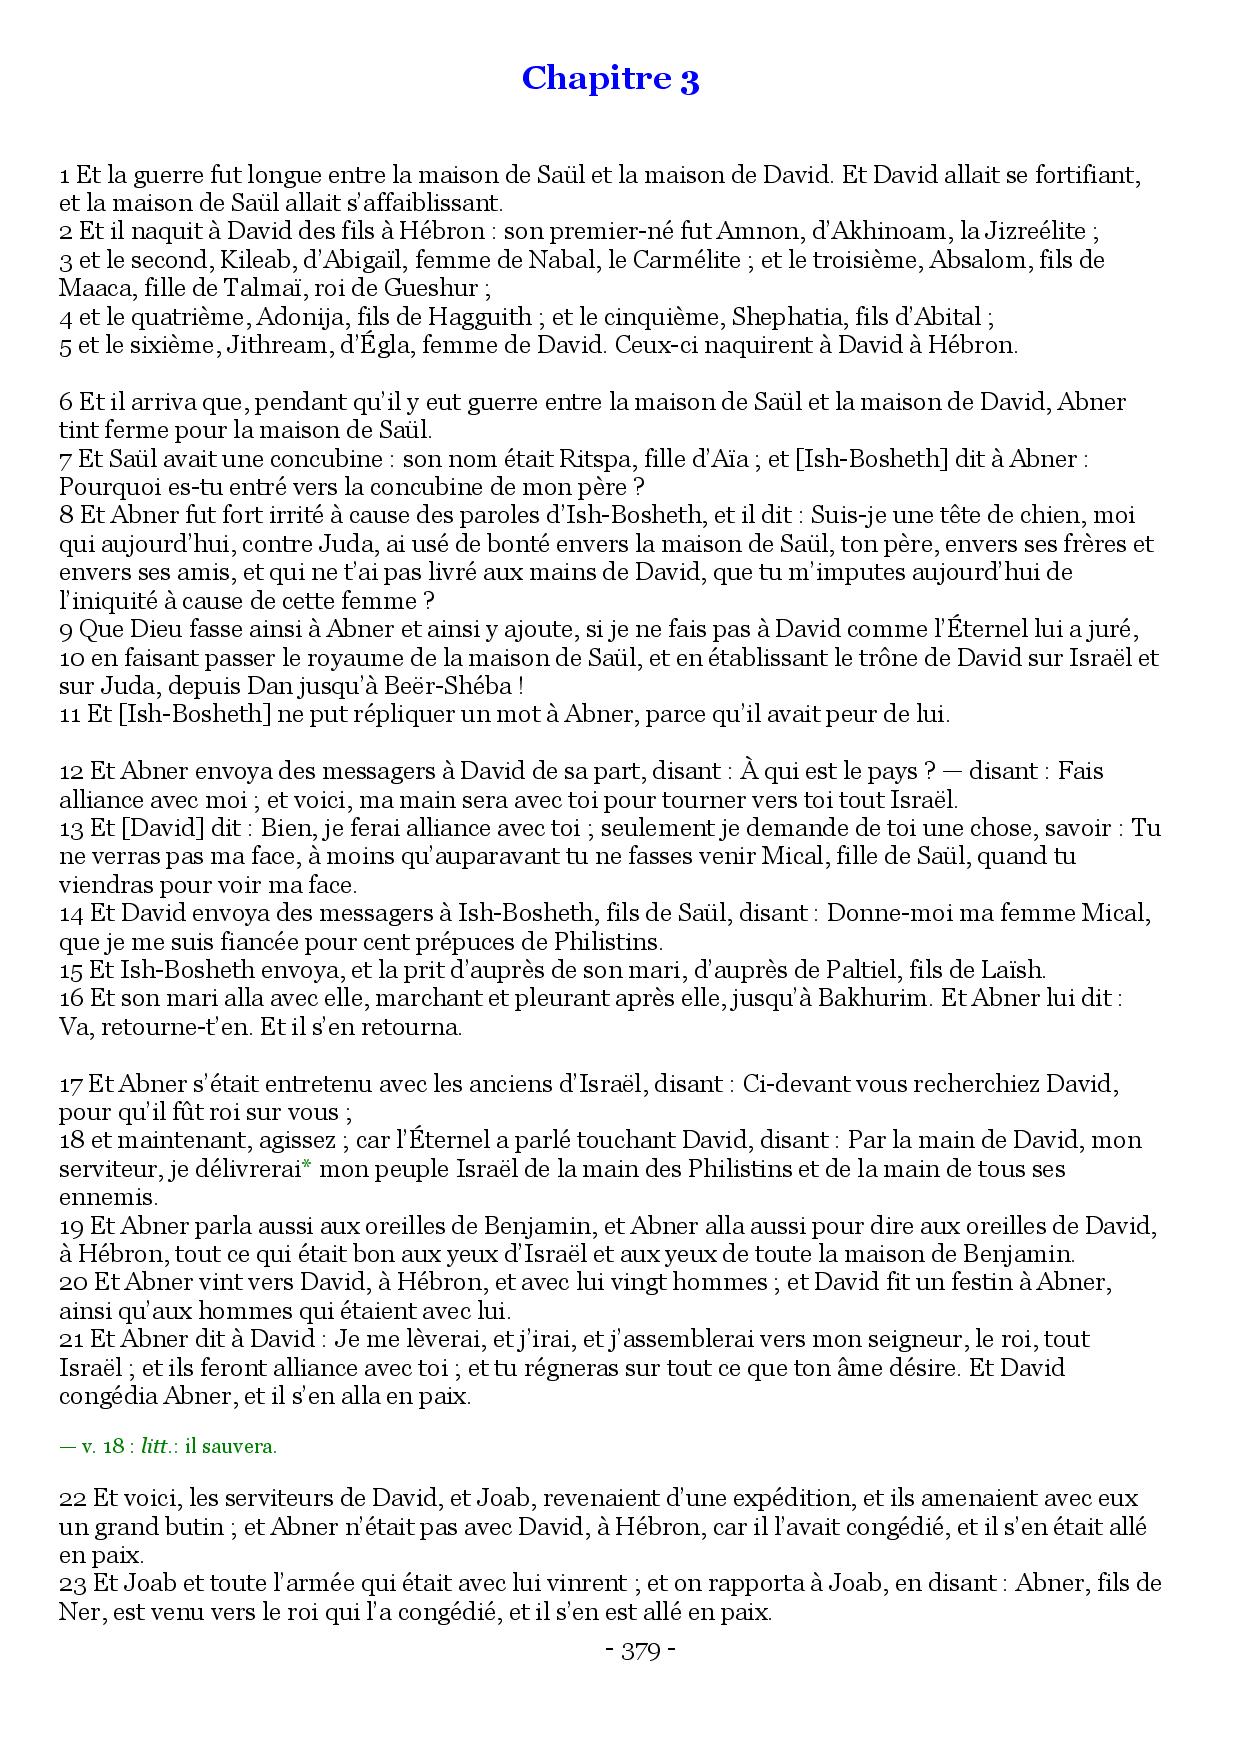 Chapitre 3
1 Et la guerre fut longue entre la maison de Saül et la maison de David. Et David allait se fortifiant,
et la maison de Saül allait s’affaiblissant.
2 Et il naquit à David des fils à Hébron : son premier-né fut Amnon, d’Akhinoam, la Jizreélite ;
3 et le second, Kileab, d’Abigaïl, femme de Nabal, le Carmélite ; et le troisième, Absalom, fils de
Maaca, fille de Talmaï, roi de Gueshur ;
4 et le quatrième, Adonija, fils de Hagguith ; et le cinquième, Shephatia, fils d’Abital ;
5 et le sixième, Jithream, d’Égla, femme de David. Ceux-ci naquirent à David à Hébron.
6 Et il arriva que, pendant qu’il y eut guerre entre la maison de Saül et la maison de David, Abner
tint ferme pour la maison de Saül.
7 Et Saül avait une concubine : son nom était Ritspa, fille d’Aïa ; et [Ish-Bosheth] dit à Abner :
Pourquoi es-tu entré vers la concubine de mon père ?
8 Et Abner fut fort irrité à cause des paroles d’Ish-Bosheth, et il dit : Suis-je une tête de chien, moi
qui aujourd’hui, contre Juda, ai usé de bonté envers la maison de Saül, ton père, envers ses frères et
envers ses amis, et qui ne t’ai pas livré aux mains de David, que tu m’imputes aujourd’hui de
l’iniquité à cause de cette femme ?
9 Que Dieu fasse ainsi à Abner et ainsi y ajoute, si je ne fais pas à David comme l’Éternel lui a juré,
10 en faisant passer le royaume de la maison de Saül, et en établissant le trône de David sur Israël et
sur Juda, depuis Dan jusqu’à Beër-Shéba !
11 Et [Ish-Bosheth] ne put répliquer un mot à Abner, parce qu’il avait peur de lui.
12 Et Abner envoya des messagers à David de sa part, disant : À qui est le pays ? — disant : Fais
alliance avec moi ; et voici, ma main sera avec toi pour tourner vers toi tout Israël.
13 Et [David] dit : Bien, je ferai alliance avec toi ; seulement je demande de toi une chose, savoir : Tu
ne verras pas ma face, à moins qu’auparavant tu ne fasses venir Mical, fille de Saül, quand tu
viendras pour voir ma face.
14 Et David envoya des messagers à Ish-Bosheth, fils de Saül, disant : Donne-moi ma femme Mical,
que je me suis fiancée pour cent prépuces de Philistins.
15 Et Ish-Bosheth envoya, et la prit d’auprès de son mari, d’auprès de Paltiel, fils de Laïsh.
16 Et son mari alla avec elle, marchant et pleurant après elle, jusqu’à Bakhurim. Et Abner lui dit :
Va, retourne-t’en. Et il s’en retourna.
17 Et Abner s’était entretenu avec les anciens d’Israël, disant : Ci-devant vous recherchiez David,
pour qu’il fût roi sur vous ;
18 et maintenant, agissez ; car l’Éternel a parlé touchant David, disant : Par la main de David, mon
serviteur, je délivrerai* mon peuple Israël de la main des Philistins et de la main de tous ses
ennemis.
19 Et Abner parla aussi aux oreilles de Benjamin, et Abner alla aussi pour dire aux oreilles de David,
à Hébron, tout ce qui était bon aux yeux d’Israël et aux yeux de toute la maison de Benjamin.
20 Et Abner vint vers David, à Hébron, et avec lui vingt hommes ; et David fit un festin à Abner,
ainsi qu’aux hommes qui étaient avec lui.
21 Et Abner dit à David : Je me lèverai, et j’irai, et j’assemblerai vers mon seigneur, le roi, tout
Israël ; et ils feront alliance avec toi ; et tu régneras sur tout ce que ton âme désire. Et David
congédia Abner, et il s’en alla en paix.
— v. 18 : litt.: il sauvera.
22 Et voici, les serviteurs de David, et Joab, revenaient d’une expédition, et ils amenaient avec eux
un grand butin ; et Abner n’était pas avec David, à Hébron, car il l’avait congédié, et il s’en était allé
en paix.
23 Et Joab et toute l’armée qui était avec lui vinrent ; et on rapporta à Joab, en disant : Abner, fils de
Ner, est venu vers le roi qui l’a congédié, et il s’en est allé en paix.
- 379 -